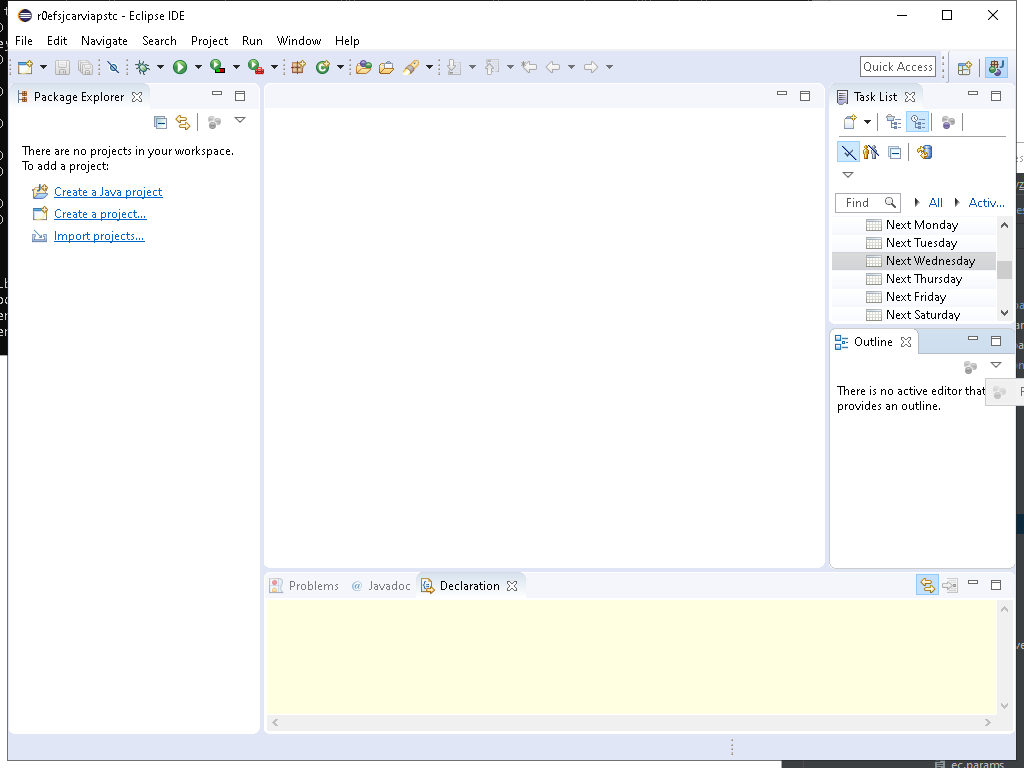 r0efsjcarviapstc - Eclipse IDE
File Edit Navigate Search Project Run Window Help
Quick Access
Package Explorer
There are no projects in your workspace.
To add a project:
Create a Java project
Create a project...
Import projects...
Task List
Find
All
Activ...
Next Monday
Next Tuesday
Next Wednesday
Next Thursday
Next Friday
Next Saturday
Outline
There is no active editor that
provides an outline.
Problems
@ Javadoc
Declaration
ec.params